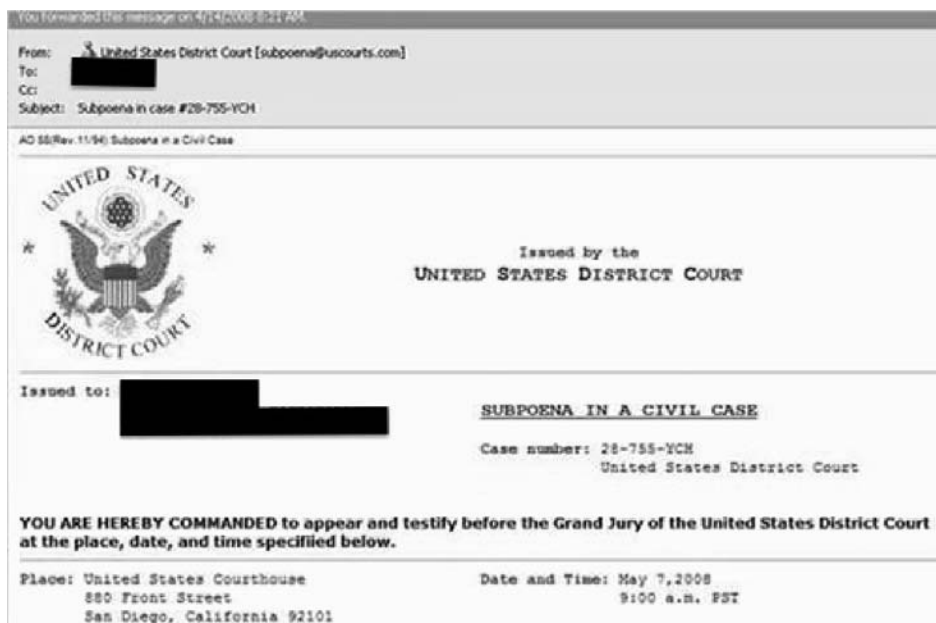 You forwarded this message on 4/14/2008 8:21 AM.
From: United States District Court [subpoena@uscourts.com]
To:
Cc:
Subject: Subpoena in case #28-755-YCH
AO 88(Rev.11/94) Subpoena in a Civil Case
UNITED STATES
DISTRICT COURT
Issued by the
UNITED STATES DISTRICT COURT
Issued to:
SUBPOENA IN A CIVIL CASE
Case number: 28-755-YCH
United States District Court
YOU ARE HEREBY COMMANDED to appear and testify before the Grand Jury of the United States District Court
at the place, date, and time specifiied below.
Place: United States Courthouse
880 Front Street
San Diego, California 92101
Date and Time: May 7,2008
9:00 a.m. PST